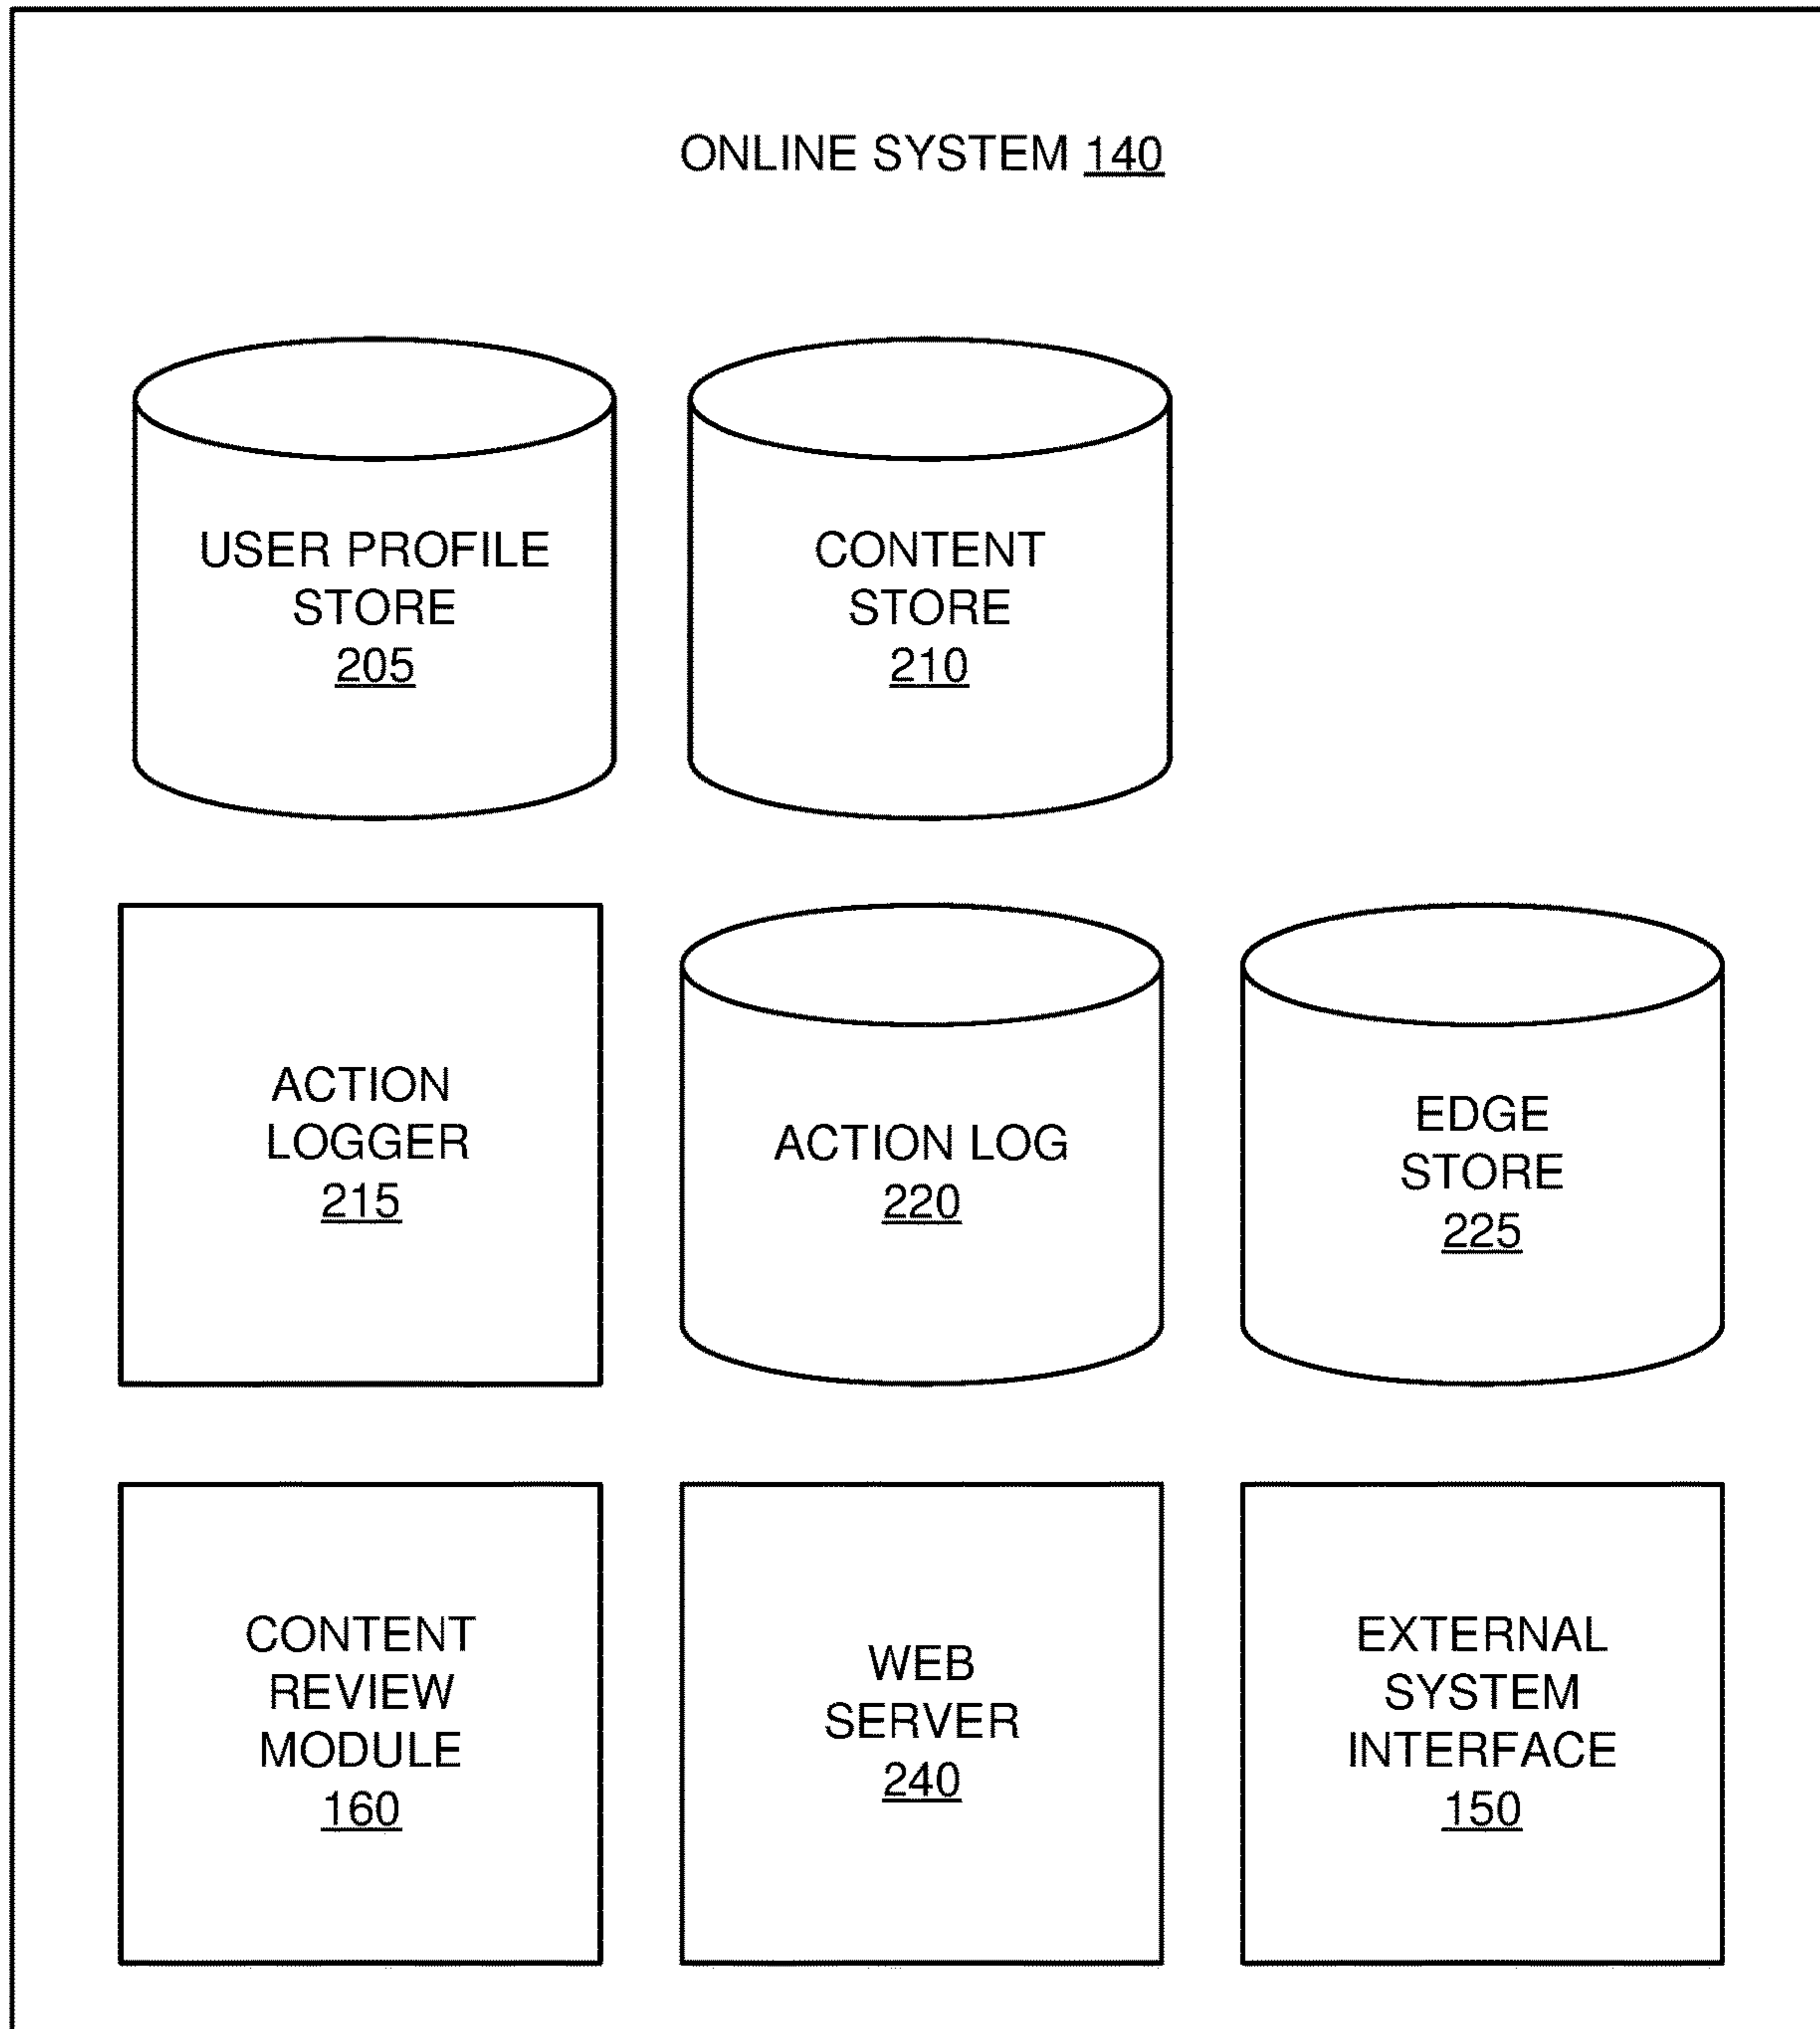 ONLINE SYSTEM 140
USER PROFILE
STORE
205
CONTENT
STORE
210
ACTION
LOGGER
215
ACTION LOG
220
EDGE
STORE
225
CONTENT
REVIEW
MODULE
160
WEB
SERVER
240
EXTERNAL
SYSTEM
INTERFACE
150